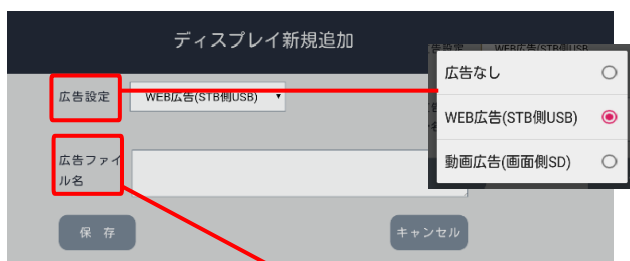 ディスプレイ新規追加
広告設定 WEB広告(STB側USB)
広告なし
WEB広告(STB側USB)
動画広告(画面側SD)
広告ファイ
ル名
保 存 キャンセル